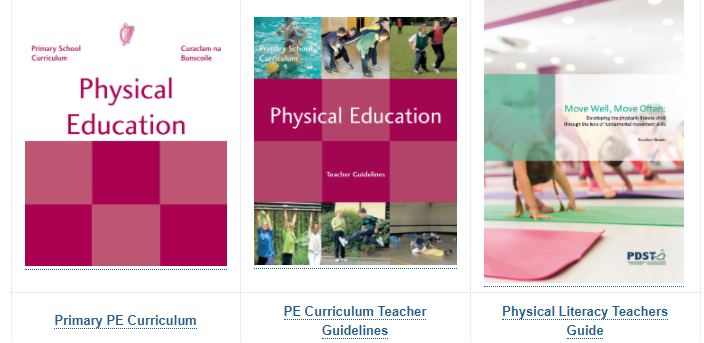 Primary School
Curriculum
Curaclam na
Bunscoile
Physical
Education
Primary School
Curriculum
Physical Education
Teacher Guidelines
Move Well, Move Often:
Developing the physically literate child
through the lens of fundamental movement skills
PDST
Primary PE Curriculum
PE Curriculum Teacher
Guidelines
Physical Literacy Teachers
Guide